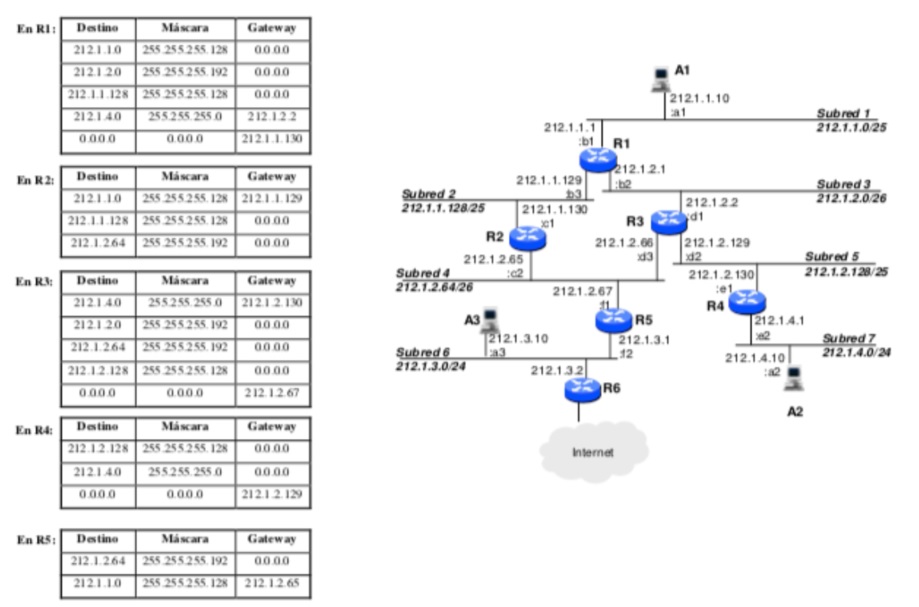 En R1:
Destino Máscara Gateway
212.1.1.0 255.255.255.128 0.0.0.0
212.1.2.0 255.255.255.192 0.0.0.0
212.1.1.128 255.255.255.128 0.0.0.0
212.1.4.0 255.255.255.0 212.1.2.2
0.0.0.0 0.0.0.0 212.1.1.130
En R2:
Destino Máscara Gateway
212.1.1.0 255.255.255.128 212.1.1.129
212.1.1.128 255.255.255.128 0.0.0.0
212.1.2.64 255.255.255.192 0.0.0.0
En R3:
Destino Máscara Gateway
212.1.4.0 255.255.255.0 212.1.2.130
212.1.2.0 255.255.255.192 0.0.0.0
212.1.2.64 255.255.255.192 0.0.0.0
212.1.2.128 255.255.255.128 0.0.0.0
0.0.0.0 0.0.0.0 212.1.2.67
En R4:
Destino Máscara Gateway
212.1.2.128 255.255.255.128 0.0.0.0
212.1.4.0 255.255.255.0 0.0.0.0
0.0.0.0 0.0.0.0 212.1.2.129
En R5:
Destino Máscara Gateway
212.1.2.64 255.255.255.192 0.0.0.0
212.1.1.0 255.255.255.128 212.1.2.65
A1
212.1.1.10
:a1
Subred 1
212.1.1.0/25
212.1.1.1
:b1
R1
212.1.2.1
:b2
212.1.1.129
:b3
Subred 2
212.1.1.128/25
Subred 3
212.1.2.0/26
212.1.1.130
:c1
212.1.2.2
:d1
R2
R3
212.1.2.65
:c2
212.1.2.66
:d3
212.1.2.129
:d2
Subred 4
212.1.2.64/26
Subred 5
212.1.2.128/25
212.1.2.130
:e1
212.1.2.67
:f1
R4
A3
R5
212.1.4.1
:e2
212.1.3.10
:a3
212.1.3.1
:f2
Subred 6
212.1.3.0/24
Subred 7
212.1.4.0/24
212.1.4.10
:a2
212.1.3.2
R6
A2
Internet